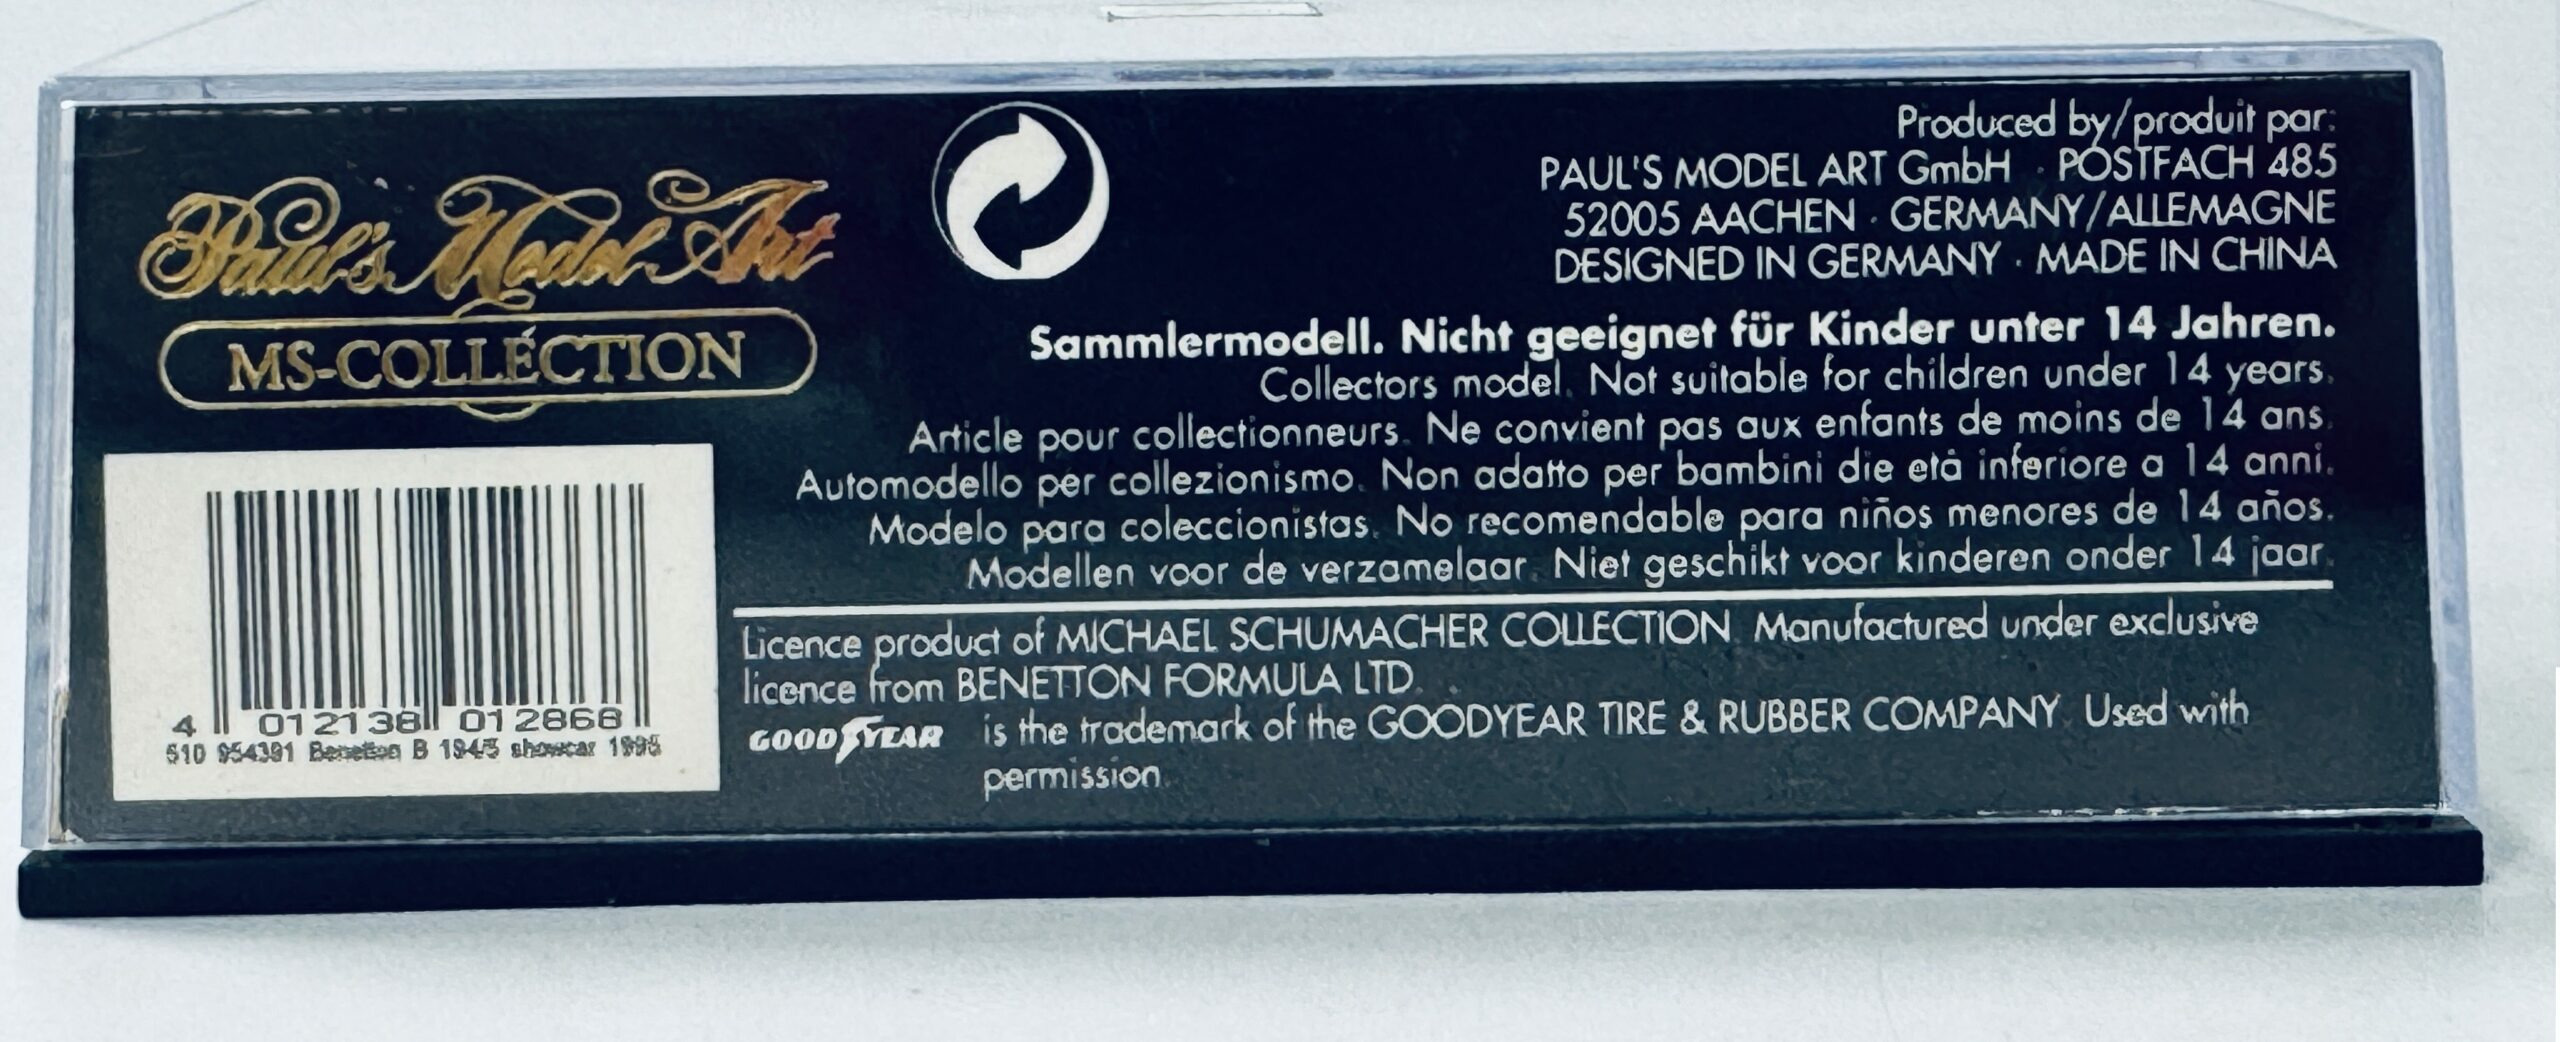 Paul's Model Art
MS-COLLECTION
4 012138 012868
510 954391 Benetton B 194/5 showcar 1995
Produced by/produit par:
PAUL'S MODEL ART GmbH · POSTFACH 485
52005 AACHEN · GERMANY/ALLEMAGNE
DESIGNED IN GERMANY · MADE IN CHINA
Sammlermodell. Nicht geeignet für Kinder unter 14 Jahren.
Collectors model. Not suitable for children under 14 years.
Article pour collectionneurs. Ne convient pas aux enfants de moins de 14 ans.
Automodello per collezionismo. Non adatto per bambini die età inferiore a 14 anni.
Modelo para coleccionistas. No recomendable para niños menores de 14 años.
Modellen voor de verzamelaar. Niet geschikt voor kinderen onder 14 jaar.
Licence product of MICHAEL SCHUMACHER COLLECTION. Manufactured under exclusive
licence from BENETTON FORMULA LTD.
GOODYEAR is the trademark of the GOODYEAR TIRE & RUBBER COMPANY. Used with
permission.